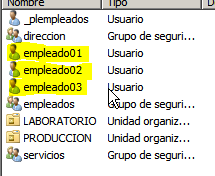 Nombre Tipo D
_plempleados Usuario
direccion Grupo de seguri...
empleado01 Usuario
empleado02 Usuario
empleado03 Usuario
empleados Grupo de seguri...
LABORATORIO Unidad organiz...
PRODUCCION Unidad organiz...
servicios Grupo de seguri...